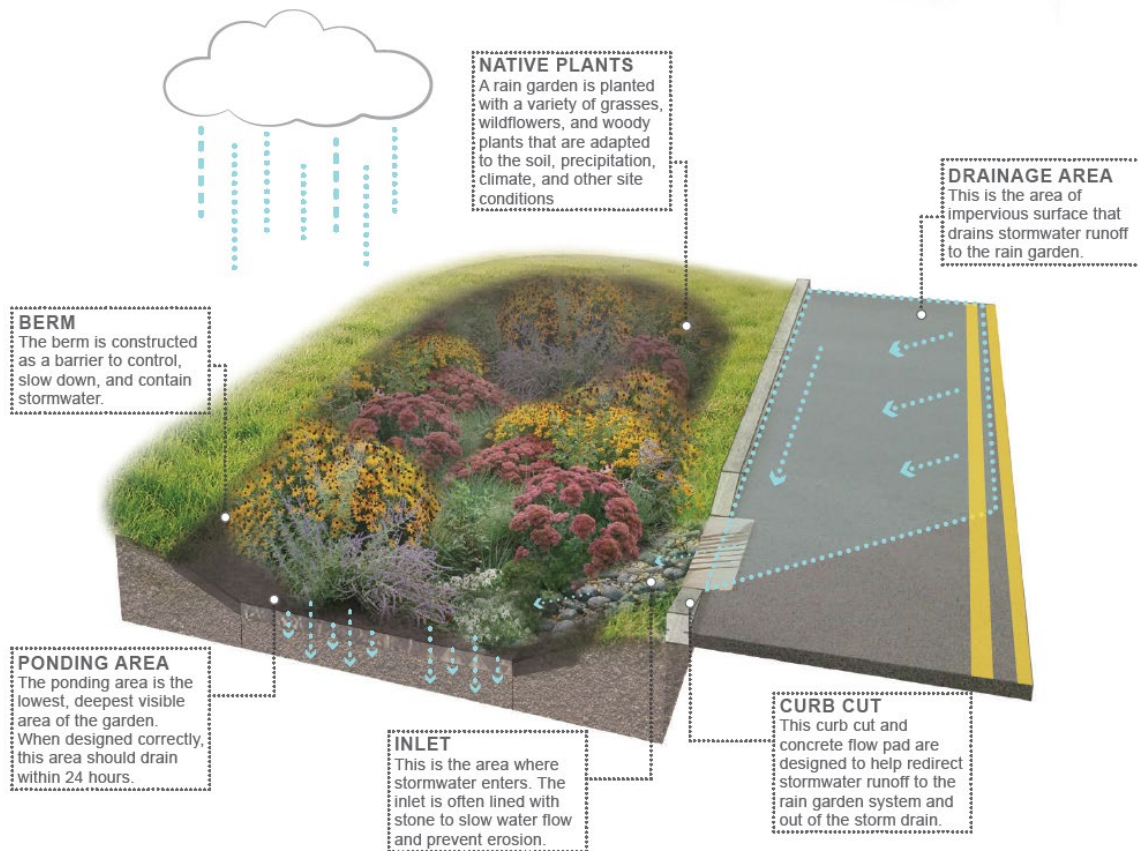 NATIVE PLANTS
A rain garden is planted
with a variety of grasses,
wildflowers, and woody
plants that are adapted
to the soil, precipitation,
climate, and other site
conditions
DRAINAGE AREA
This is the area of
impervious surface that
drains stormwater runoff
to the rain garden.
BERM
The berm is constructed
as a barrier to control,
slow down, and contain
stormwater.
PONDING AREA
The ponding area is the
lowest, deepest visible
area of the garden.
When designed correctly,
this area should drain
within 24 hours.
INLET
This is the area where
stormwater enters. The
inlet is often lined with
stone to slow water flow
and prevent erosion.
CURB CUT
This curb cut and
concrete flow pad are
designed to help redirect
stormwater runoff to the
rain garden system and
out of the storm drain.